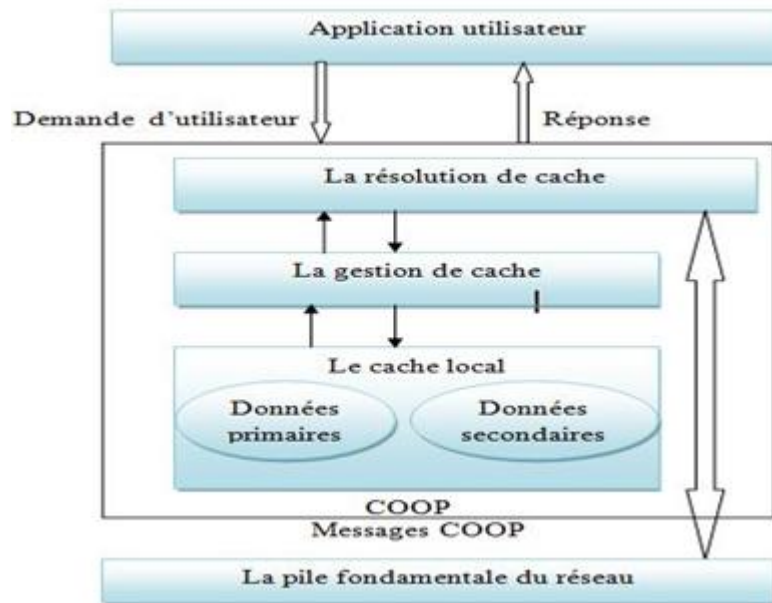 Application utilisateur
Demande d'utilisateur
Réponse
La résolution de cache
La gestion de cache
Le cache local
Données
primaires
Données
secondaires
COOP
Messages COOP
La pile fondamentale du réseau